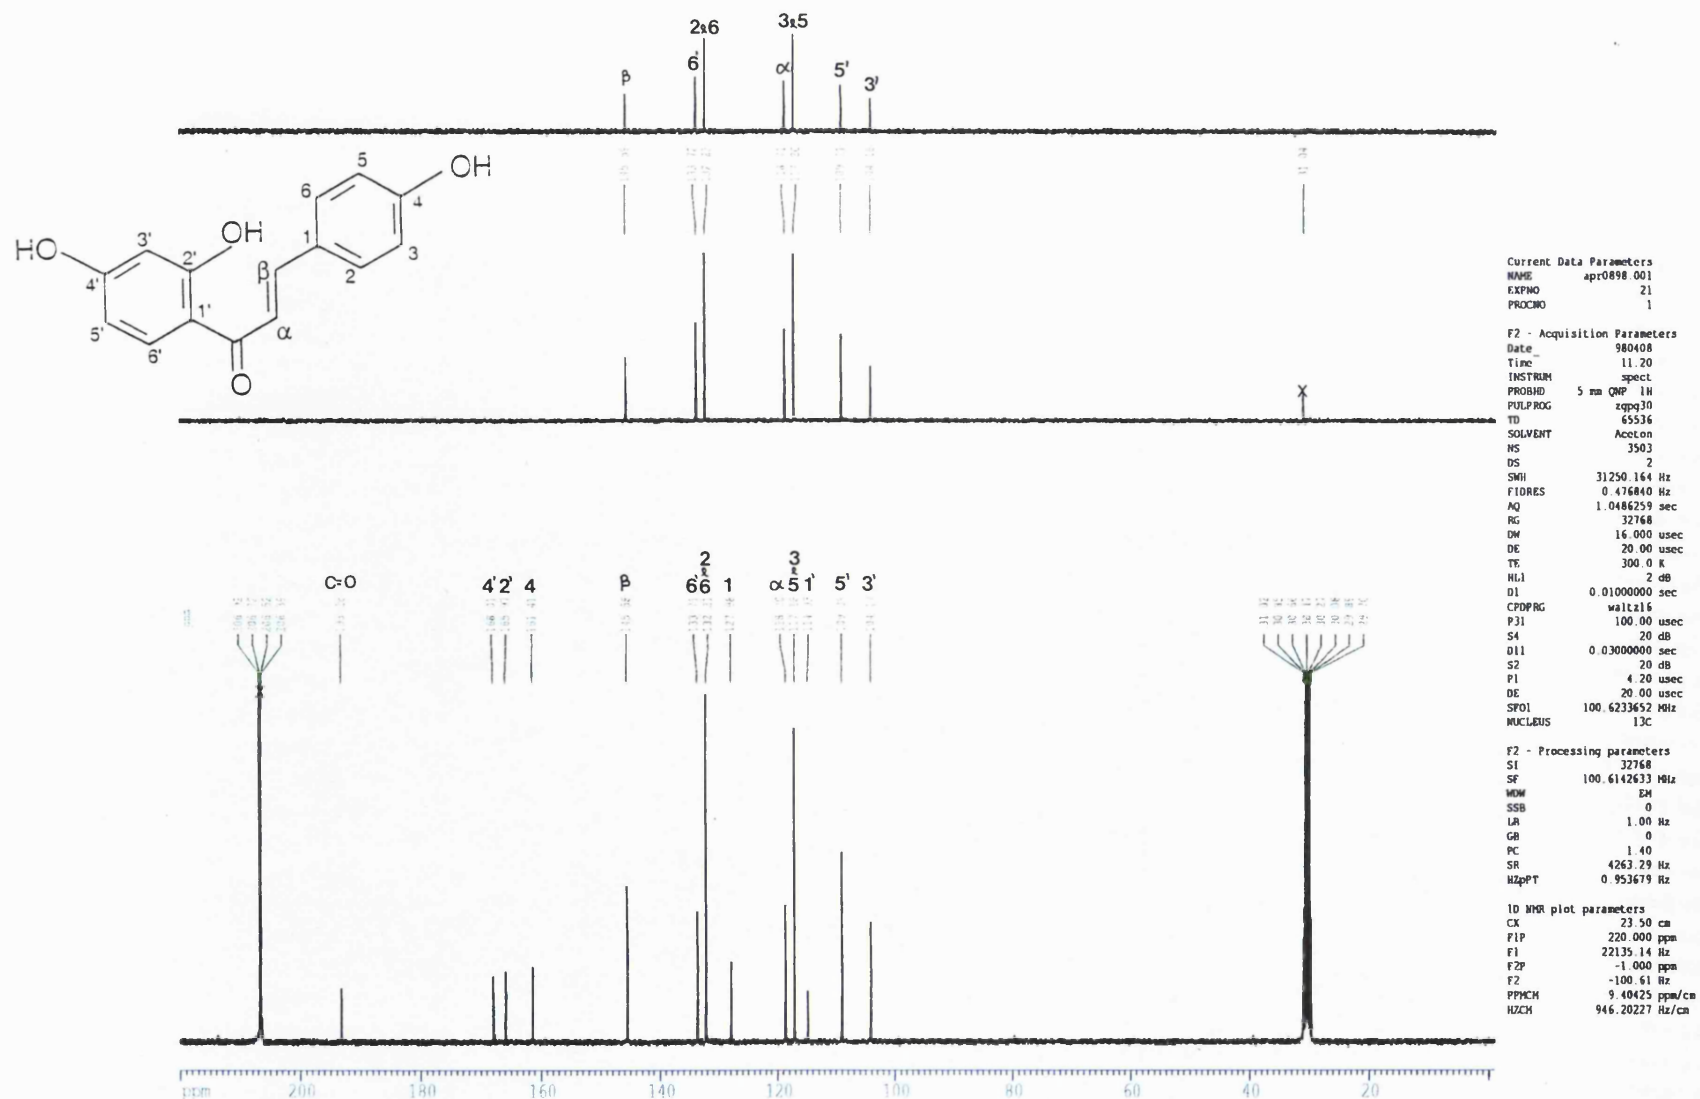 2&6
3&5
6'
β
α
5'
3'
5
OH
6
4
OH
HO
3'
2'
1
3
2
β
4'
1'
α
5'
6'
O
X
C=O
4' 2' 4
β
6' 2&6 1
α 3&5 1' 5' 3'
X
ppm 200 180 160 140 120 100 80 60 40 20
Current Data Parameters
NAME apr0898.001
EXPNO 21
PROCNO 1
F2 - Acquisition Parameters
Date_ 980408
Time 11.20
INSTRUM spect
PROBHD 5 mm QNP 1H
PULPROG zgpg30
TD 65536
SOLVENT Aceton
NS 3503
DS 2
SWH 31250.164 Hz
FIDRES 0.476840 Hz
AQ 1.0486259 sec
RG 32768
DW 16.000 usec
DE 20.00 usec
TE 300.0 K
HL1 2 dB
D1 0.01000000 sec
CPDPRG waltz16
P31 100.00 usec
S4 20 dB
D11 0.03000000 sec
S2 20 dB
P1 4.20 usec
DE 20.00 usec
SFO1 100.6233652 MHz
NUCLEUS 13C
F2 - Processing parameters
SI 32768
SF 100.6142633 MHz
WDW EM
SSB 0
LB 1.00 Hz
GB 0
PC 1.40
SR 4263.29 Hz
HZpPT 0.953679 Hz
1D NMR plot parameters
CX 23.50 cm
F1P 220.000 ppm
F1 22135.14 Hz
F2P -1.000 ppm
F2 -100.61 Hz
PPMCM 9.40425 ppm/cm
HZCM 946.20227 Hz/cm